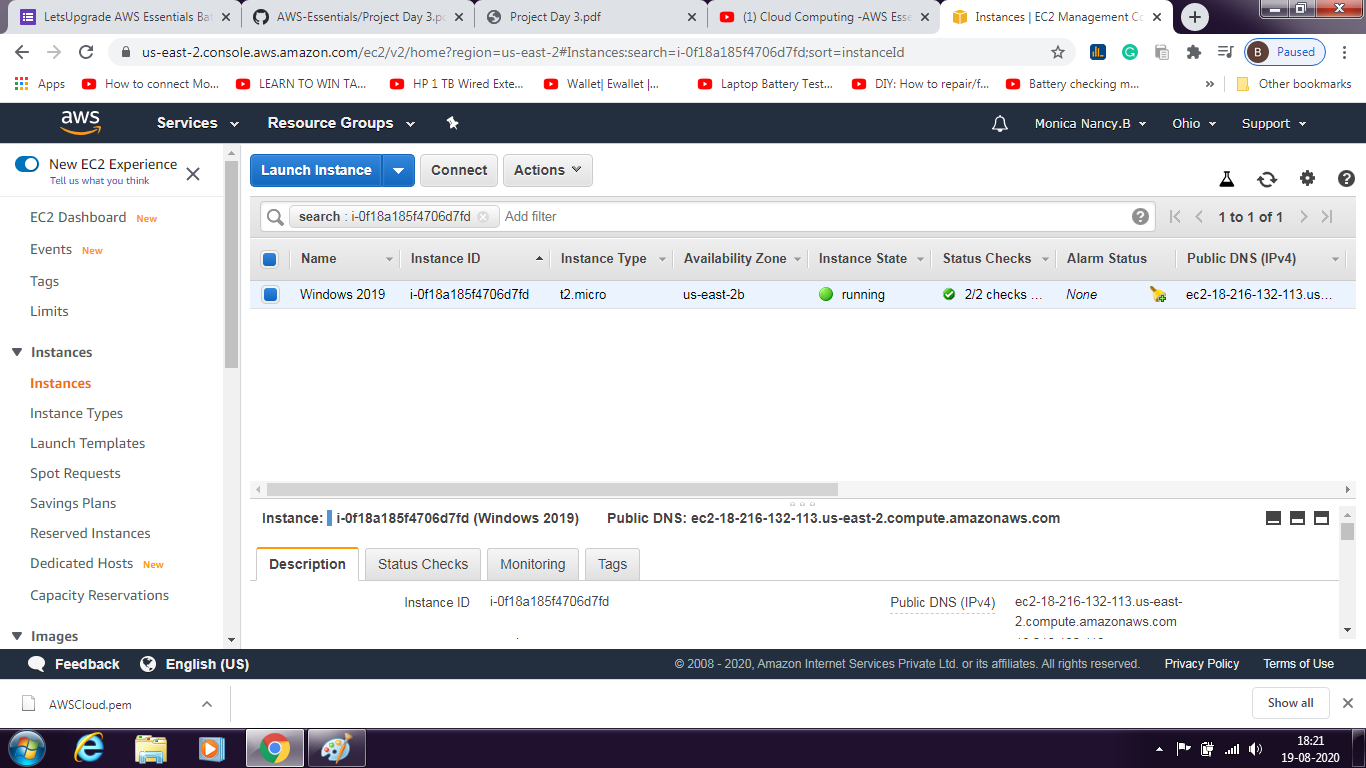 LetsUpgrade AWS Essentials Bat
AWS-Essentials/Project Day 3.pd
Project Day 3.pdf
(1) Cloud Computing -AWS Esse
Instances | EC2 Management Co
us-east-2.console.aws.amazon.com/ec2/v2/home?region=us-east-2#Instances:search=i-0f18a185f4706d7fd;sort=instanceId
B Paused
Apps
How to connect Mo...
LEARN TO WIN TA...
HP 1 TB Wired Exte...
Wallet| Ewallet |...
Laptop Battery Test...
DIY: How to repair/f...
Battery checking m...
»
Other bookmarks
aws
Services
Resource Groups
Monica Nancy.B
Ohio
Support
New EC2 Experience
Tell us what you think
EC2 Dashboard New
Events New
Tags
Limits
Instances
Instances
Instance Types
Launch Templates
Spot Requests
Savings Plans
Reserved Instances
Dedicated Hosts New
Capacity Reservations
Images
Launch Instance
Connect
Actions
search : i-0f18a185f4706d7fd
Add filter
1 to 1 of 1
Name Instance ID Instance Type Availability Zone Instance State Status Checks Alarm Status Public DNS (IPv4)
Windows 2019 i-0f18a185f4706d7fd t2.micro us-east-2b running 2/2 checks ... None ec2-18-216-132-113.us...
Instance: i-0f18a185f4706d7fd (Windows 2019) Public DNS: ec2-18-216-132-113.us-east-2.compute.amazonaws.com
Description Status Checks Monitoring Tags
Instance ID i-0f18a185f4706d7fd
Public DNS (IPv4) ec2-18-216-132-113.us-east-
2.compute.amazonaws.com
Feedback English (US)
© 2008 - 2020, Amazon Internet Services Private Ltd. or its affiliates. All rights reserved. Privacy Policy Terms of Use
AWSCloud.pem
Show all
18:21
19-08-2020